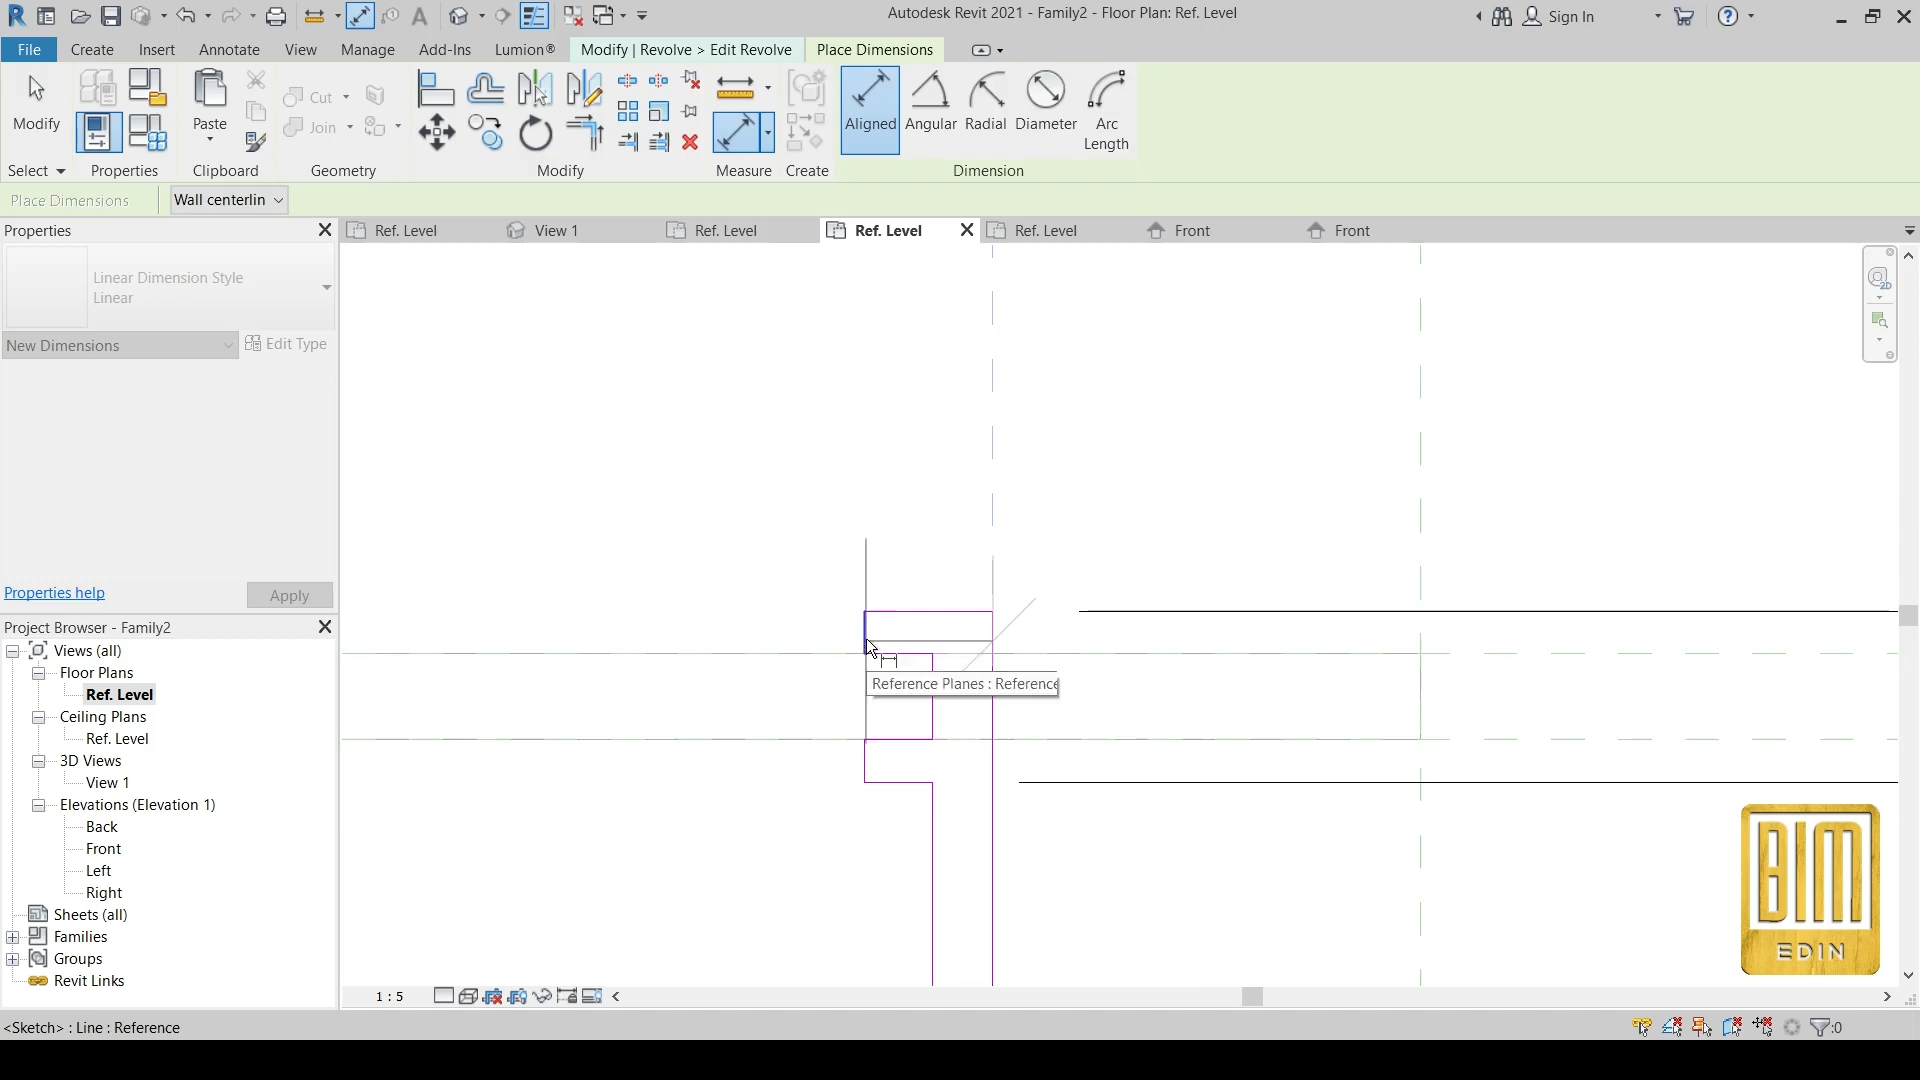 Autodesk Revit 2021 - Family2 - Floor Plan: Ref. Level
Sign In
File Create Insert Annotate View Manage Add-Ins Lumion® Modify | Revolve > Edit Revolve Place Dimensions
Modify
Paste
Cut
Join
Aligned Angular Radial Diameter Arc
Length
Select Properties Clipboard Geometry Modify Measure Create Dimension
Place Dimensions Wall centerlin
Properties
Ref. Level View 1 Ref. Level Ref. Level Ref. Level Front Front
Linear Dimension Style
Linear
New Dimensions Edit Type
2D
Properties help Apply
Project Browser - Family2
Views (all)
Floor Plans
Ref. Level
Ceiling Plans
Ref. Level
3D Views
View 1
Elevations (Elevation 1)
Back
Front
Left
Right
Sheets (all)
Families
Groups
Revit Links
Reference Planes : Reference
BIM
EDIN
1 : 5
<Sketch> : Line : Reference
:0